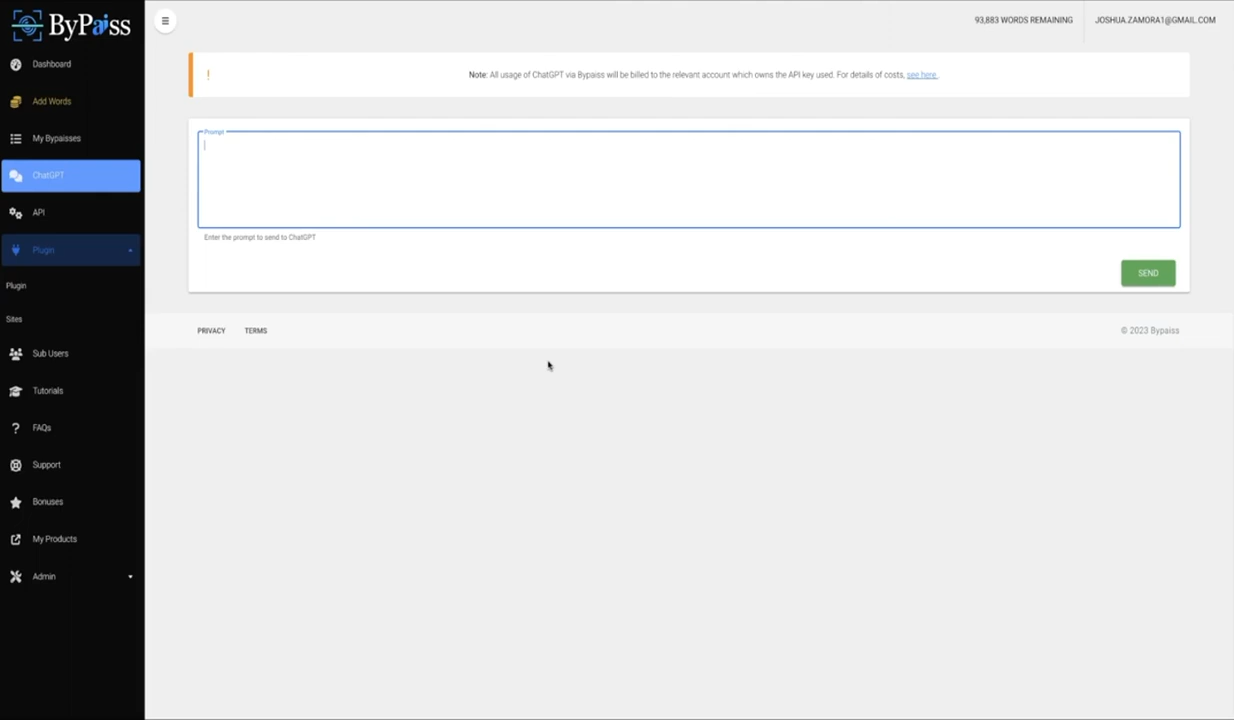 ByPaiss
93,883 WORDS REMAINING
JOSHUA.ZAMORA1@GMAIL.COM
Dashboard
Add Words
My Bypaisses
ChatGPT
API
Plugin
Plugin
Sites
Sub Users
Tutorials
FAQs
Support
Bonuses
My Products
Admin
! Note: All usage of ChatGPT via Bypaiss will be billed to the relevant account which owns the API key used. For details of costs, see here.
Prompt
Enter the prompt to send to ChatGPT
SEND
PRIVACY TERMS © 2023 Bypaiss